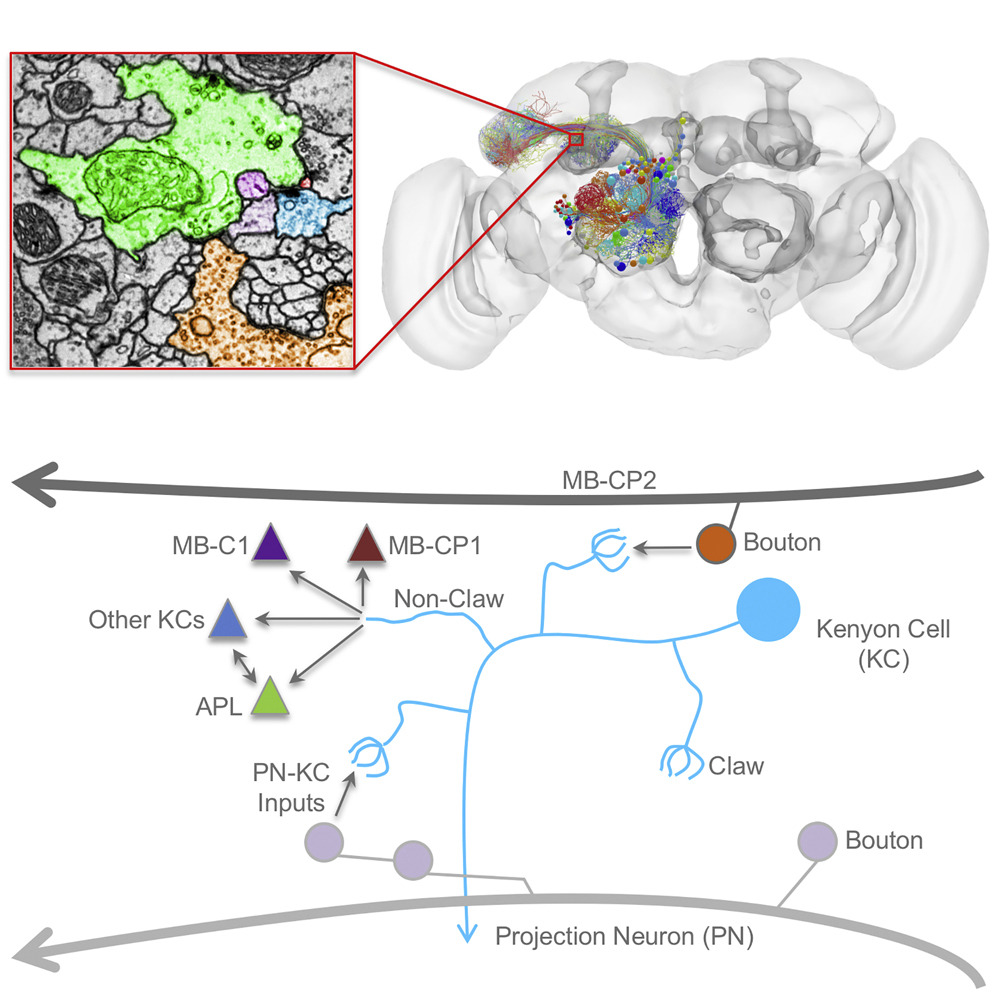 MB-CP2
MB-C1
MB-CP1
Bouton
Other KCs
Non-Claw
Kenyon Cell
(KC)
APL
PN-KC
Inputs
Claw
Bouton
Projection Neuron (PN)